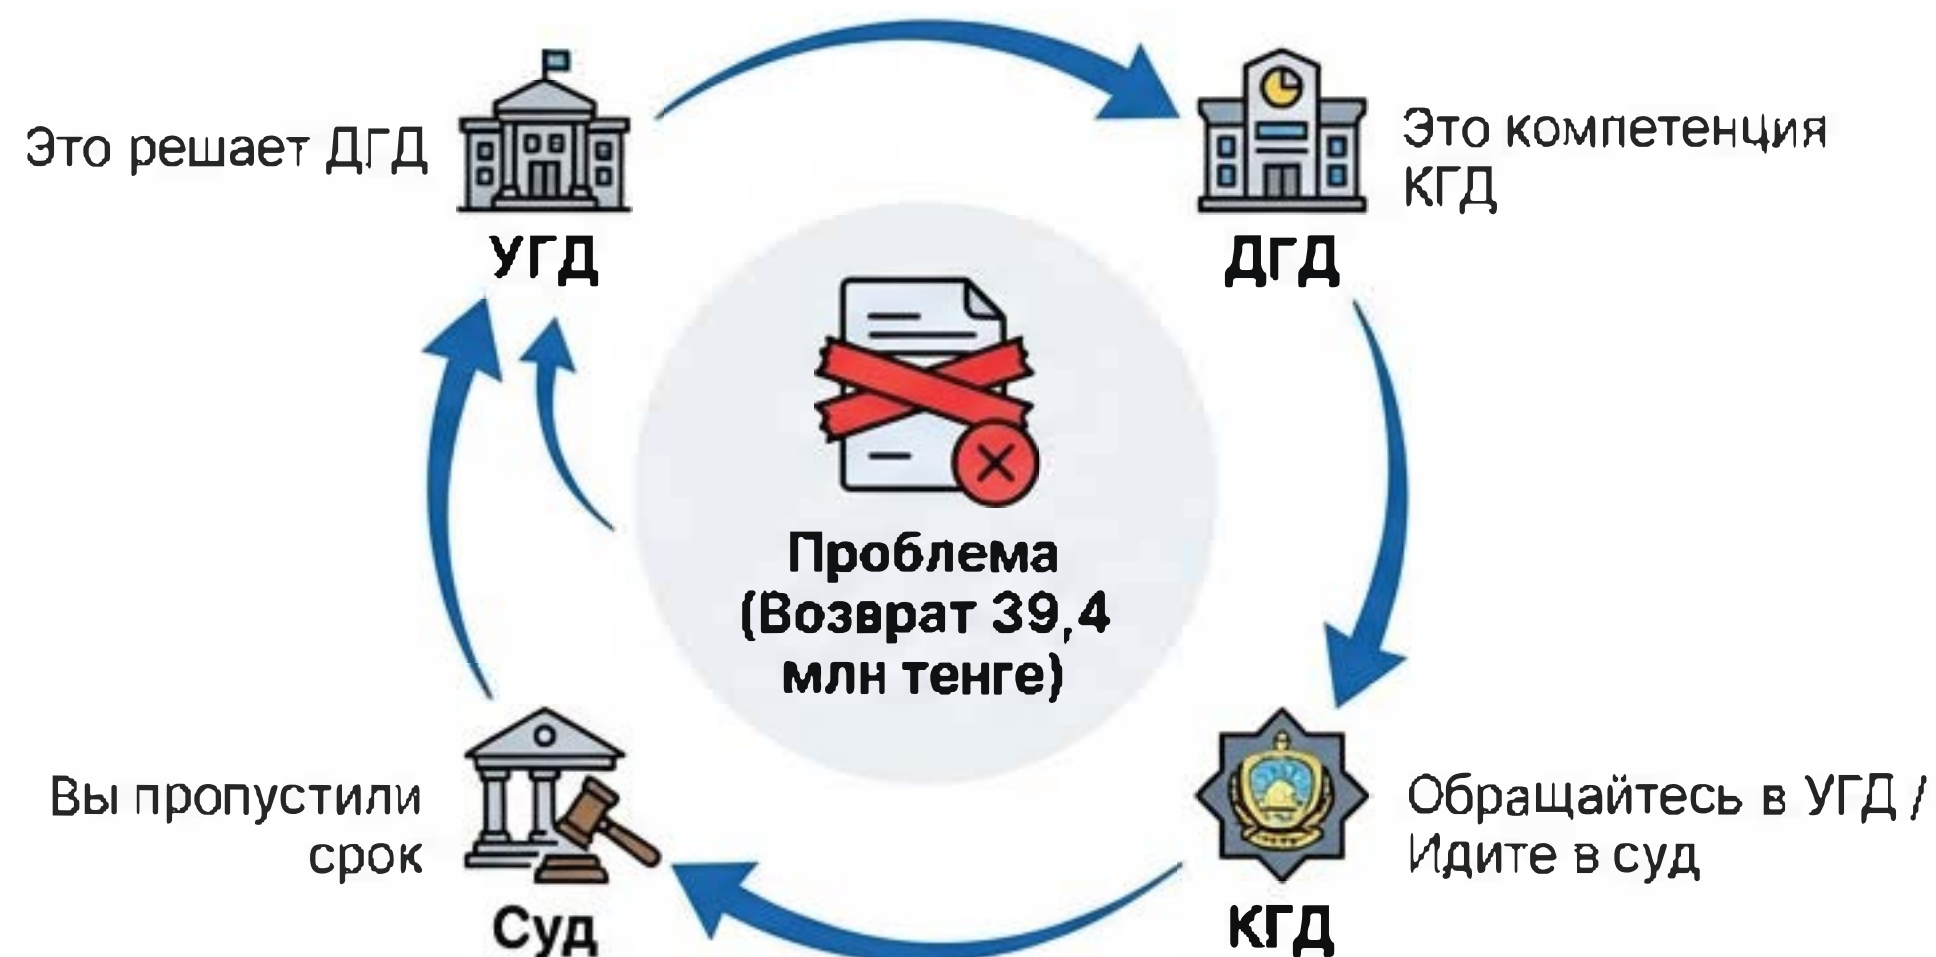 Это решает ДГД
УГД
Это компетенция
КГД
ДГД
Проблема
(Возврат 39,4
млн тенге)
Вы пропустили
срок
Суд
Обращайтесь в УГД /
Идите в суд
КГД